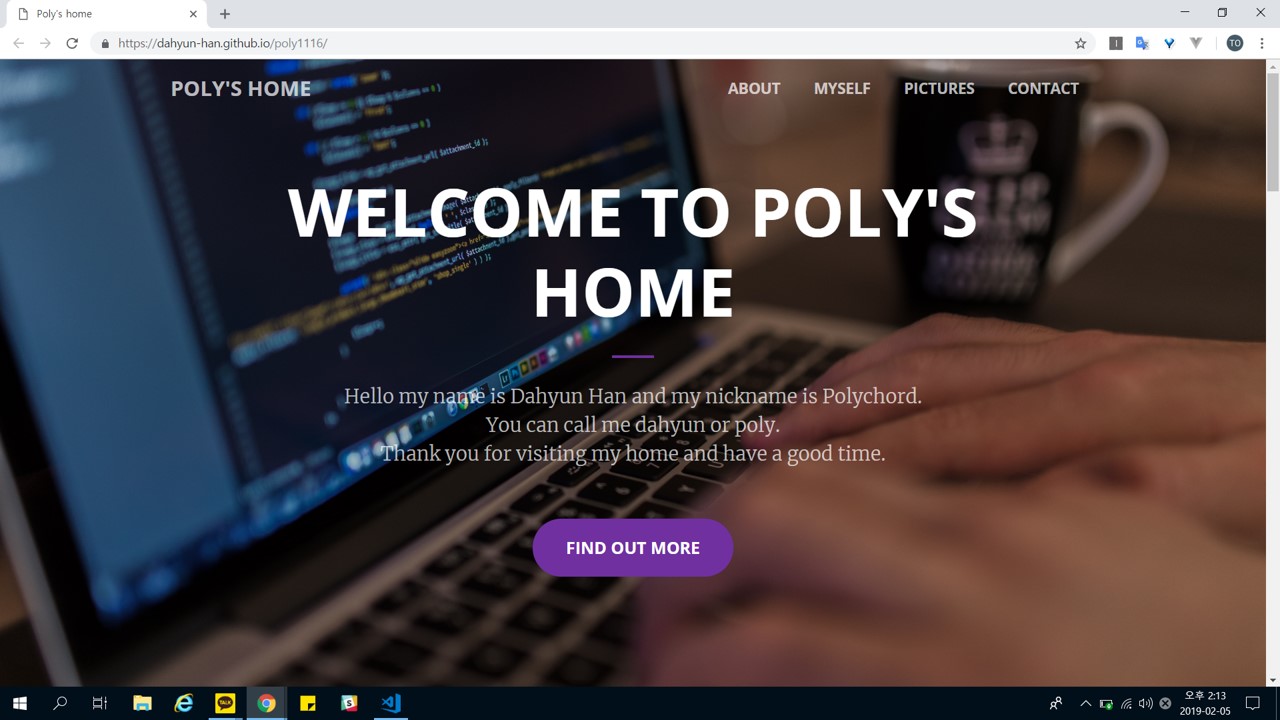 Poly's home
https://dahyun-han.github.io/poly1116/
TO
POLY'S HOME
ABOUT
MYSELF
PICTURES
CONTACT
WELCOME TO POLY'S
HOME
Hello my name is Dahyun Han and my nickname is Polychord.
You can call me dahyun or poly.
Thank you for visiting my home and have a good time.
FIND OUT MORE
TALK
오후 2:13
2019-02-05